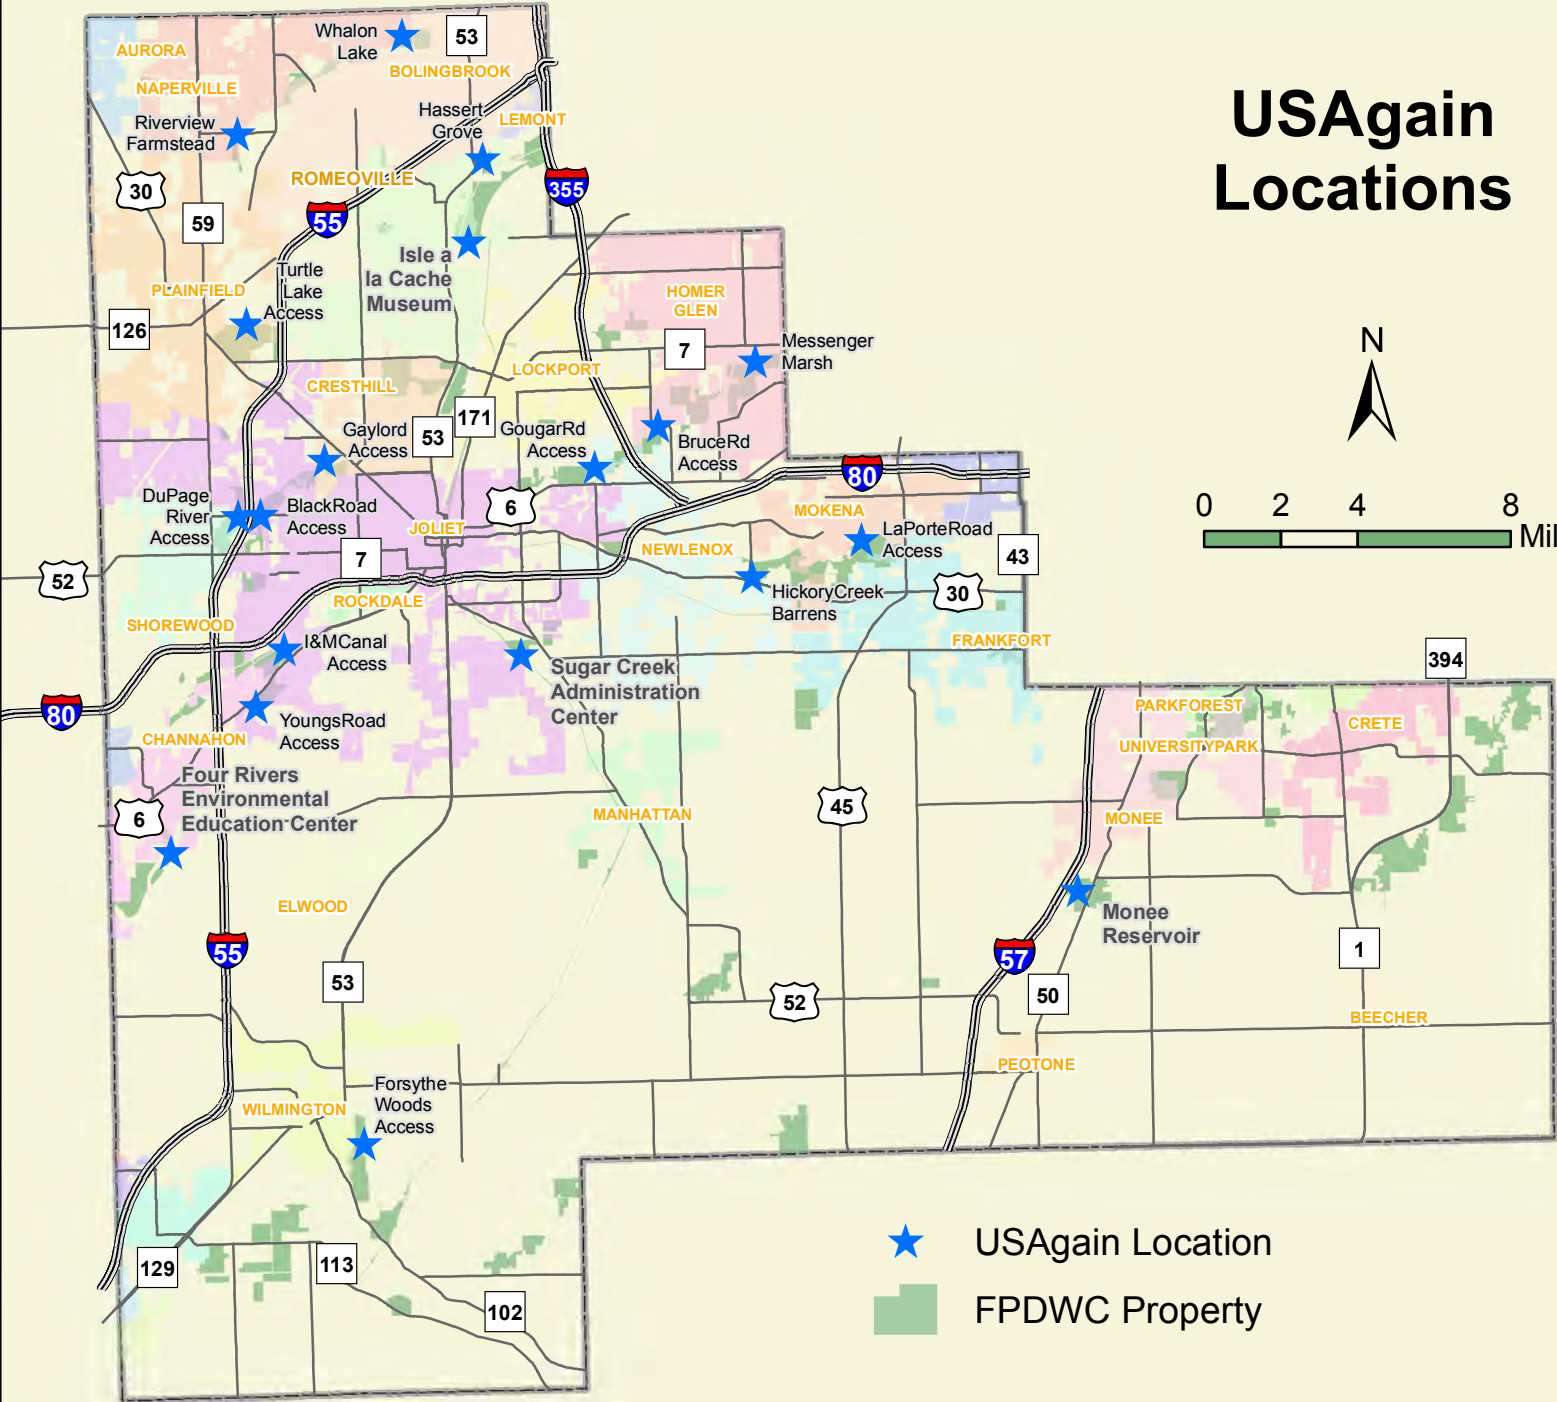 USAgain
Locations
N
0 2 4 8
Mil
Whalon
Lake
53
AURORA
BOLINGBROOK
NAPERVILLE
Hassert
Grove
LEMONT
Riverview
Farmstead
30
ROMEOVILLE
355
59
55
Isle a
la Cache
Museum
Turtle
Lake
Access
PLAINFIELD
HOMER
GLEN
126
7
Messenger
Marsh
LOCKPORT
CRESTHILL
171
53
Gaylord
Access
GougarRd
Access
BruceRd
Access
80
DuPage
River
Access
BlackRoad
Access
6
JOLIET
MOKENA
LaPorteRoad
Access
NEWLENOX
43
7
52
HickoryCreek
Barrens
30
ROCKDALE
SHOREWOOD
FRANKFORT
I&MCanal
Access
Sugar Creek
Administration
Center
394
80
YoungsRoad
Access
PARKFOREST
CRETE
CHANNAHON
UNIVERSITYPARK
Four Rivers
Environmental
Education Center
6
45
MANHATTAN
MONEE
ELWOOD
Monee
Reservoir
55
57
1
53
50
52
BEECHER
PEOTONE
Forsythe
Woods
Access
WILMINGTON
129
113
102
USAgain Location
FPDWC Property